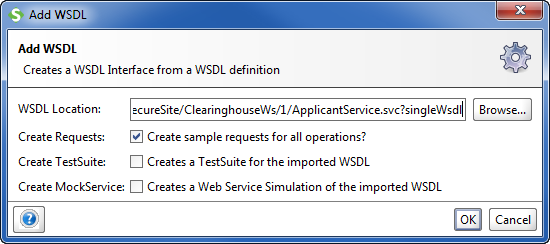 Add WSDL
Add WSDL
Creates a WSDL Interface from a WSDL definition
WSDL Location: ecureSite/ClearinghouseWs/1/ApplicantService.svc?singleWsdl Browse...
Create Requests: Create sample requests for all operations?
Create TestSuite: Creates a TestSuite for the imported WSDL
Create MockService: Creates a Web Service Simulation of the imported WSDL
OK Cancel